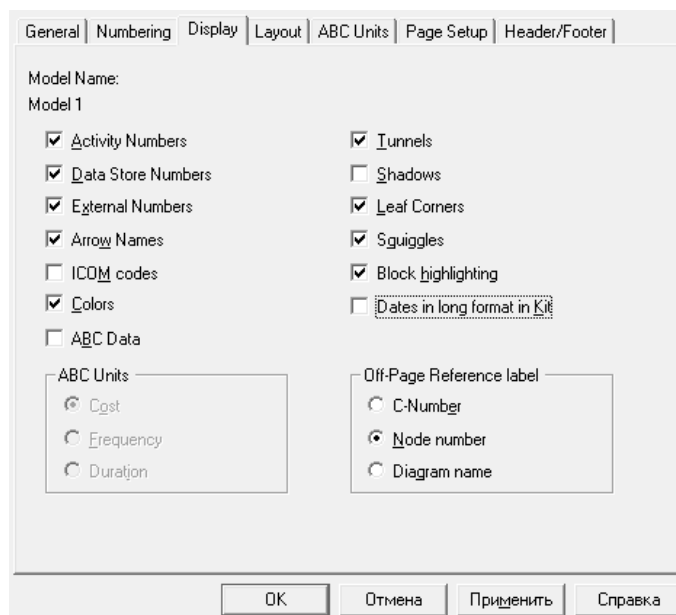 General Numbering Display Layout ABC Units Page Setup Header/Footer
Model Name:
Model 1
Activity Numbers
Data Store Numbers
External Numbers
Arrow Names
ICOM codes
Colors
ABC Data
Tunnels
Shadows
Leaf Corners
Squiggles
Block highlighting
Dates in long format in Kit
ABC Units
Cost
Frequency
Duration
Off-Page Reference label
C-Number
Node number
Diagram name
OK Отмена Применить Справка